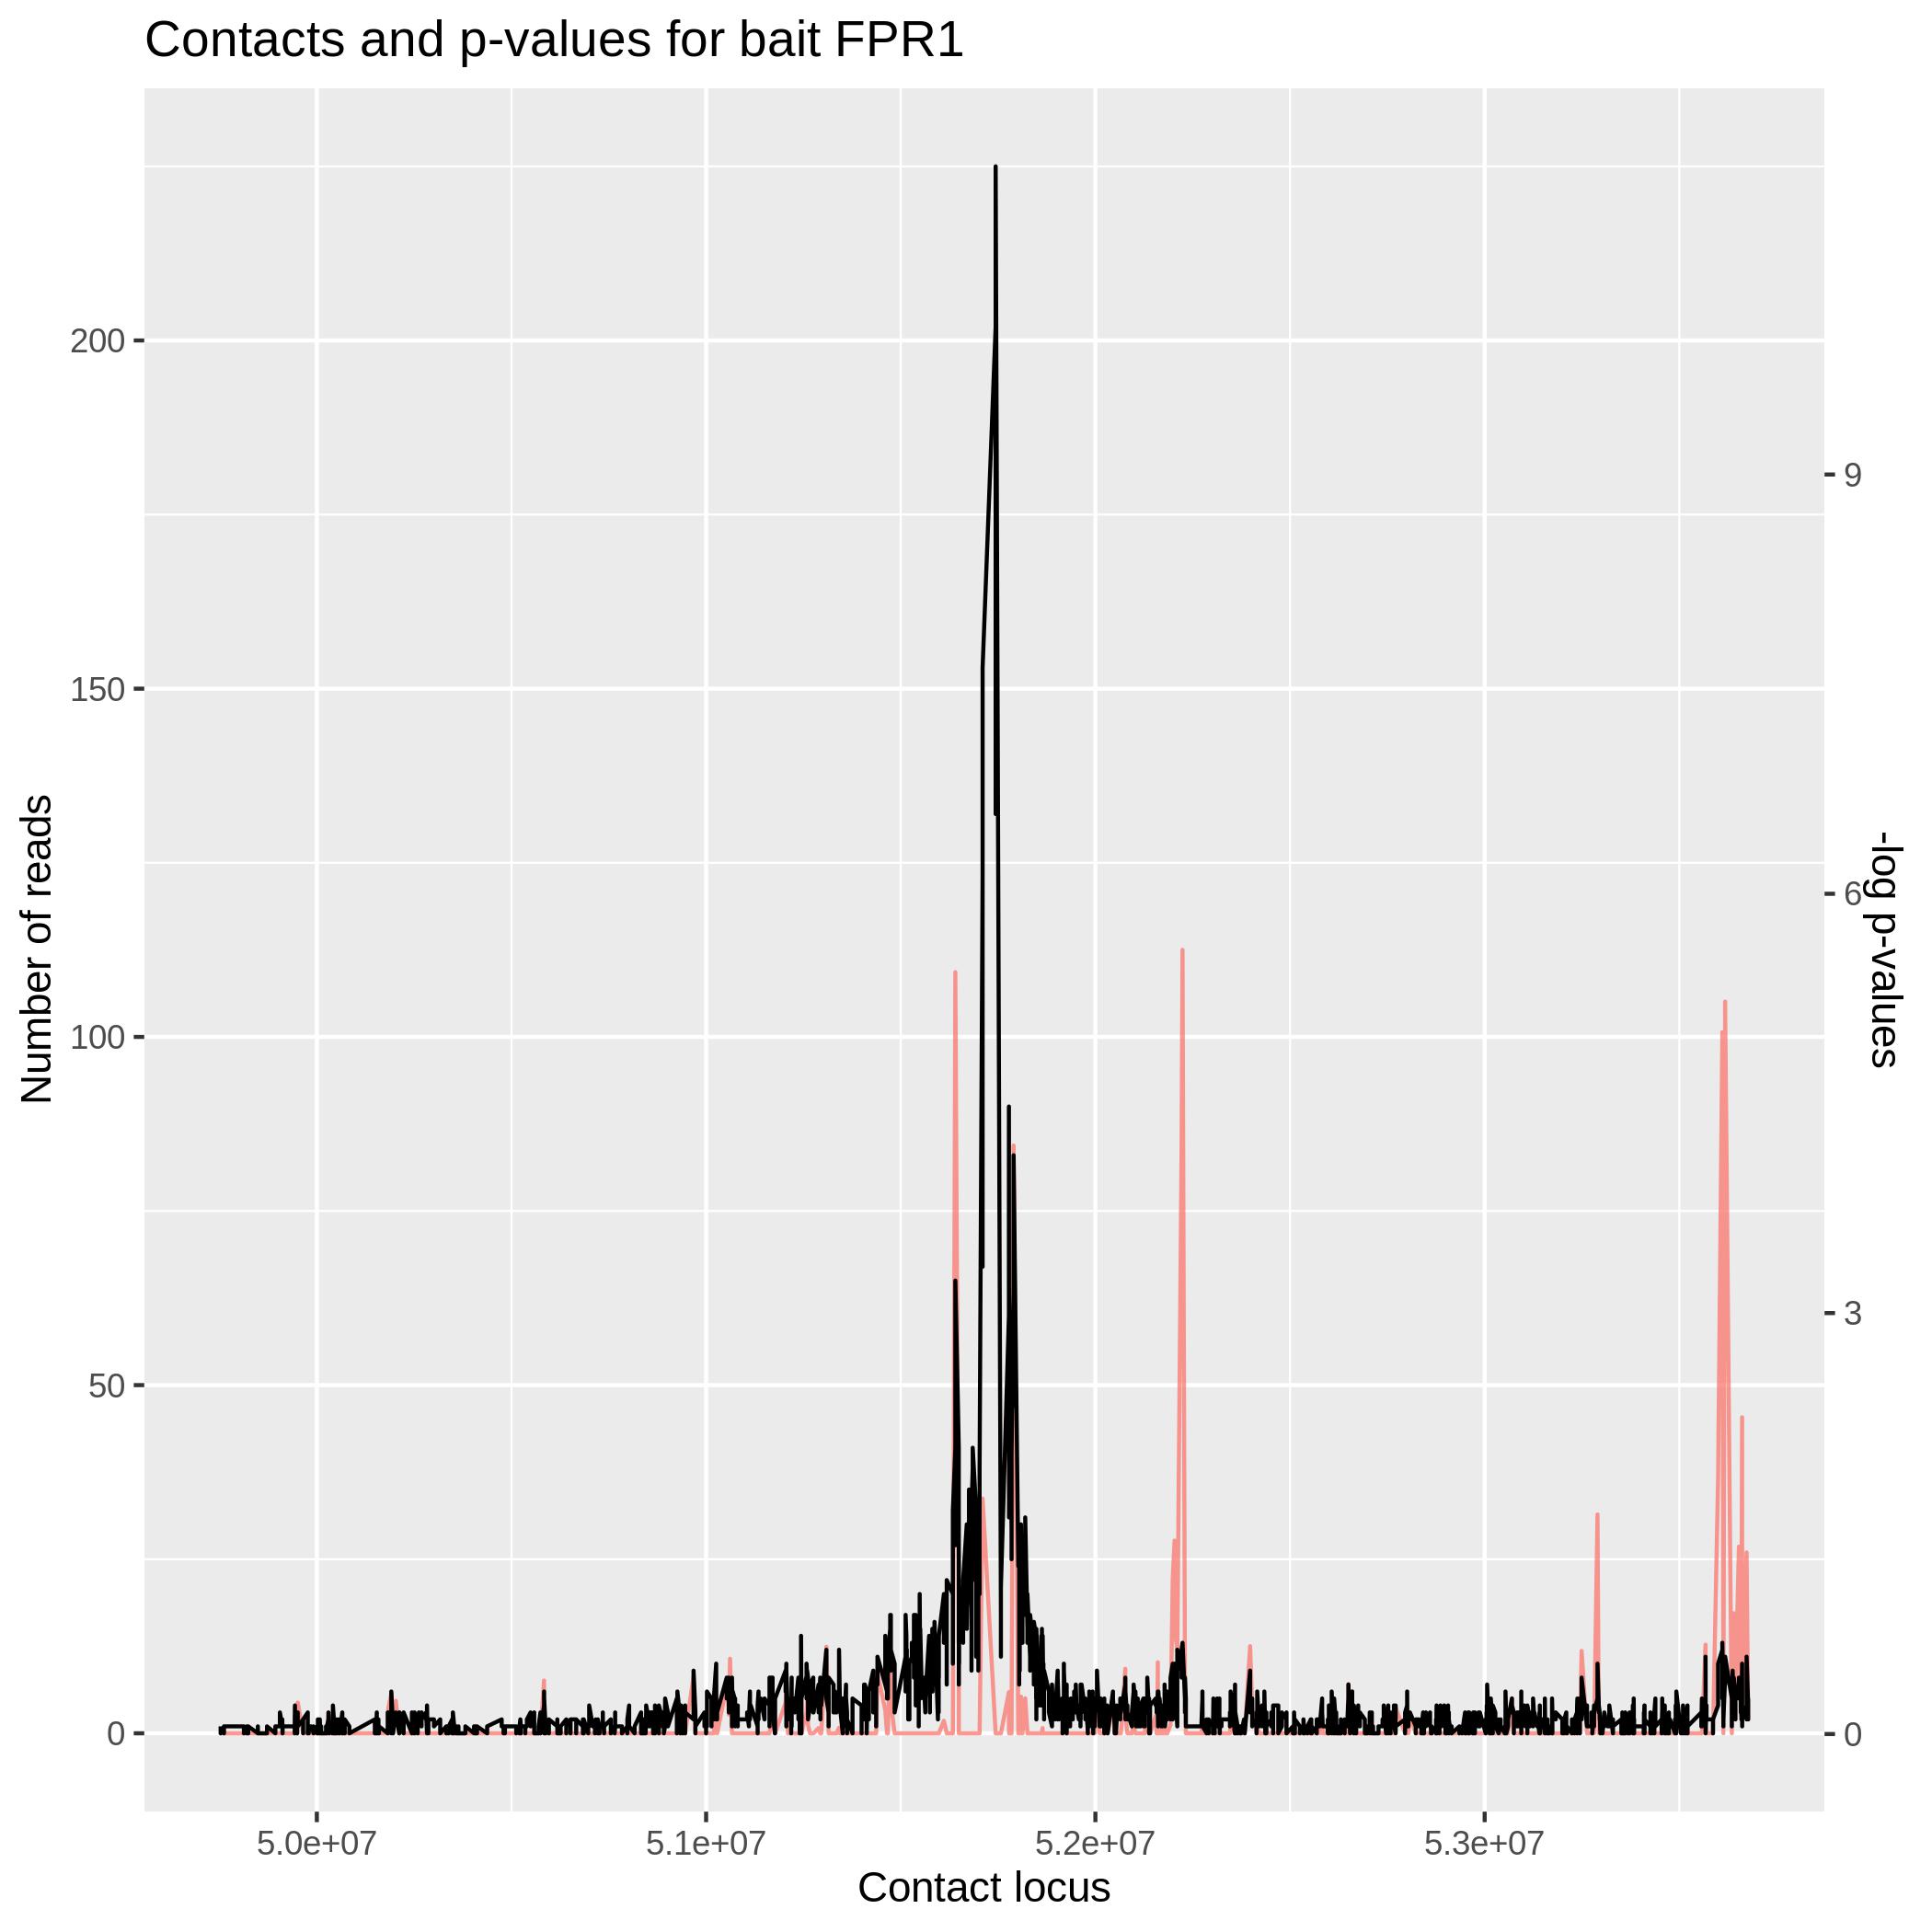 Contacts and p-values for bait FPR1
Number of reads
200
150
100
50
0
9
6
3
0
-log p-values
5.0e+07
5.1e+07
5.2e+07
5.3e+07
Contact locus